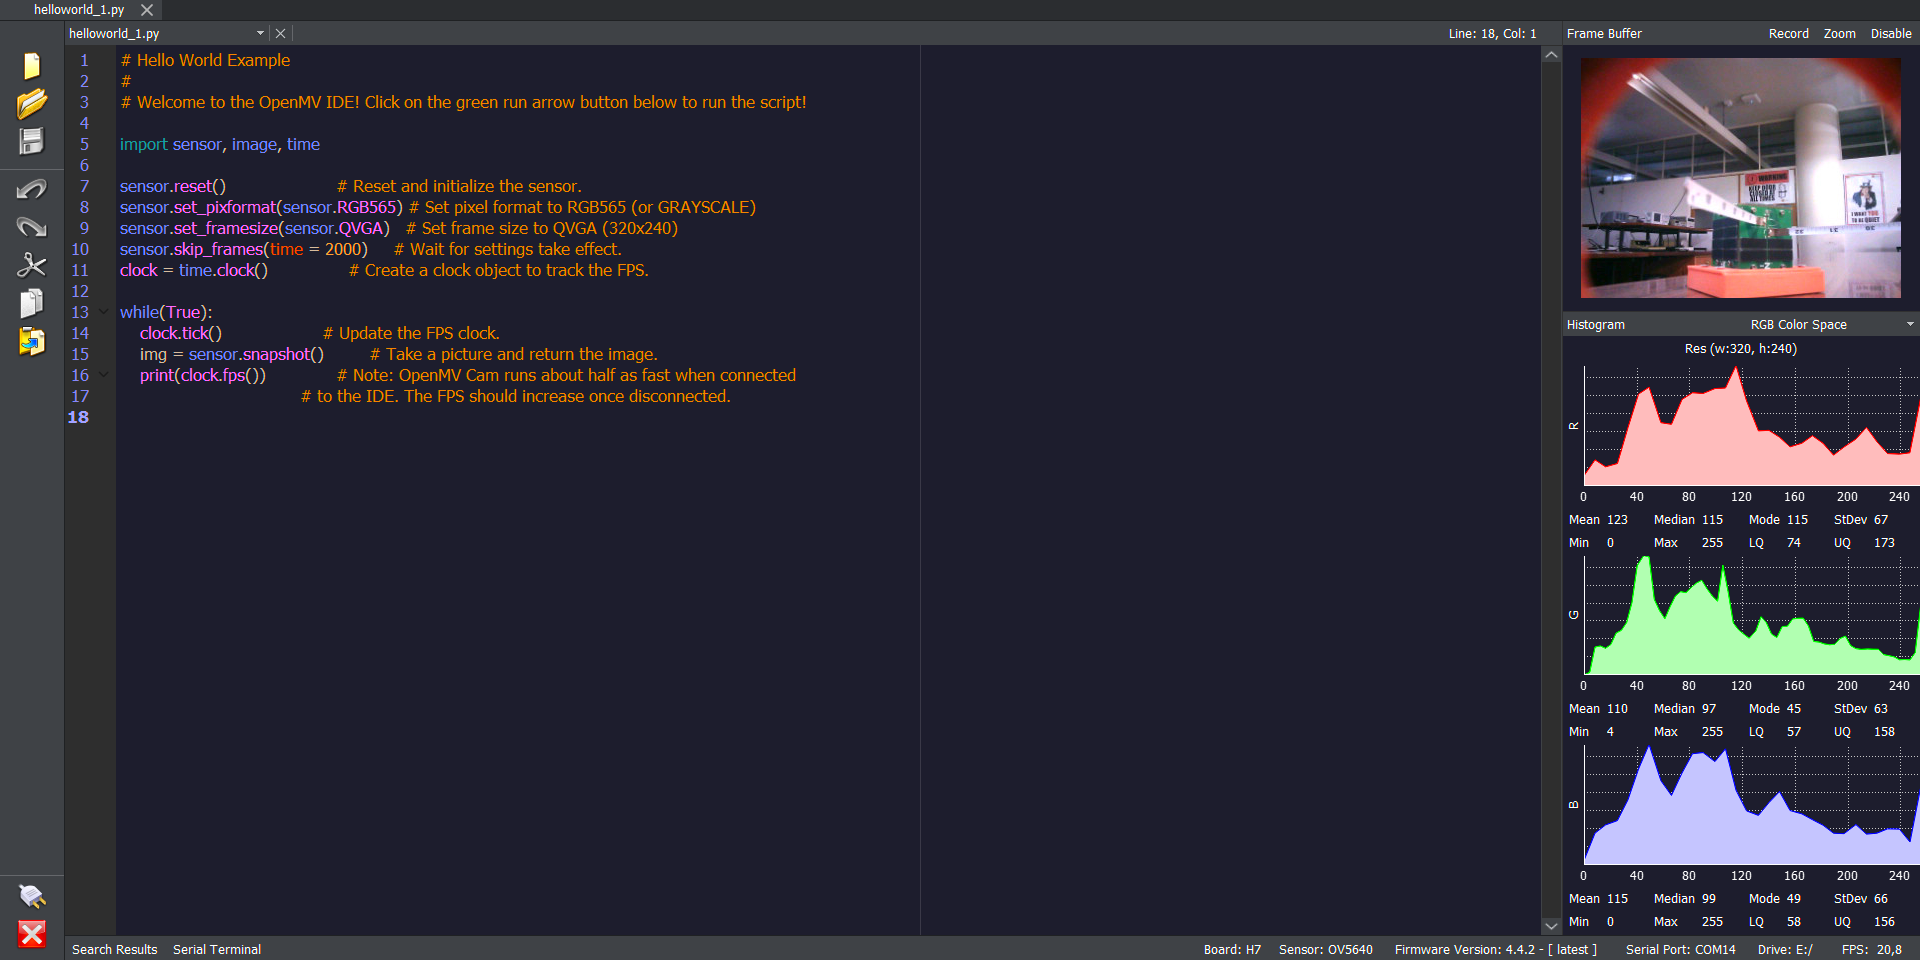 helloworld_1.py
helloworld_1.py
Line: 18, Col: 1
Frame Buffer
Record Zoom Disable
1 # Hello World Example
2 #
3 # Welcome to the OpenMV IDE! Click on the green run arrow button below to run the script!
4
5 import sensor, image, time
6
7 sensor.reset() # Reset and initialize the sensor.
8 sensor.set_pixformat(sensor.RGB565) # Set pixel format to RGB565 (or GRAYSCALE)
9 sensor.set_framesize(sensor.QVGA) # Set frame size to QVGA (320x240)
10 sensor.skip_frames(time = 2000) # Wait for settings take effect.
11 clock = time.clock() # Create a clock object to track the FPS.
12
13 while(True):
14 clock.tick() # Update the FPS clock.
15 img = sensor.snapshot() # Take a picture and return the image.
16 print(clock.fps()) # Note: OpenMV Cam runs about half as fast when connected
17 # to the IDE. The FPS should increase once disconnected.
18
WARNING
KEEP DOOR
CLOSED AT
ALL TIMES
I WANT YOU
TO BE QUIET
Histogram
RGB Color Space
Res (w:320, h:240)
R
0 40 80 120 160 200 240
Mean 123 Median 115 Mode 115 StDev 67
Min 0 Max 255 LQ 74 UQ 173
G
0 40 80 120 160 200 240
Mean 110 Median 97 Mode 45 StDev 63
Min 4 Max 255 LQ 57 UQ 158
B
0 40 80 120 160 200 240
Mean 115 Median 99 Mode 49 StDev 66
Min 0 Max 255 LQ 58 UQ 156
Search Results Serial Terminal
Board: H7 Sensor: OV5640 Firmware Version: 4.4.2 - [ latest ] Serial Port: COM14 Drive: E:/ FPS: 20,8